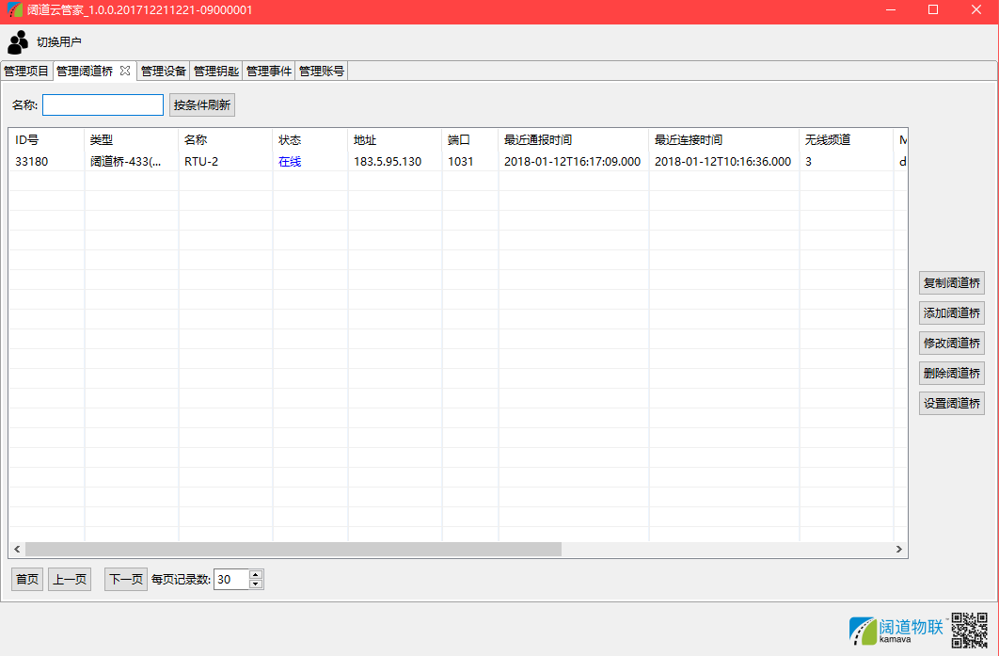 阔道云管家_1.0.0.201712211221-09000001
切换用户
管理项目 管理阔道桥 管理设备 管理钥匙 管理事件 管理账号
名称: 按条件刷新
ID号 类型 名称 状态 地址 端口 最近通报时间 最近连接时间 无线频道
33180 阔道桥-433(... RTU-2 在线 183.5.95.130 1031 2018-01-12T16:17:09.000 2018-01-12T10:16:36.000 3 d
复制阔道桥
添加阔道桥
修改阔道桥
删除阔道桥
设置阔道桥
首页 上一页 下一页 每页记录数: 30
阔道物联
kamava